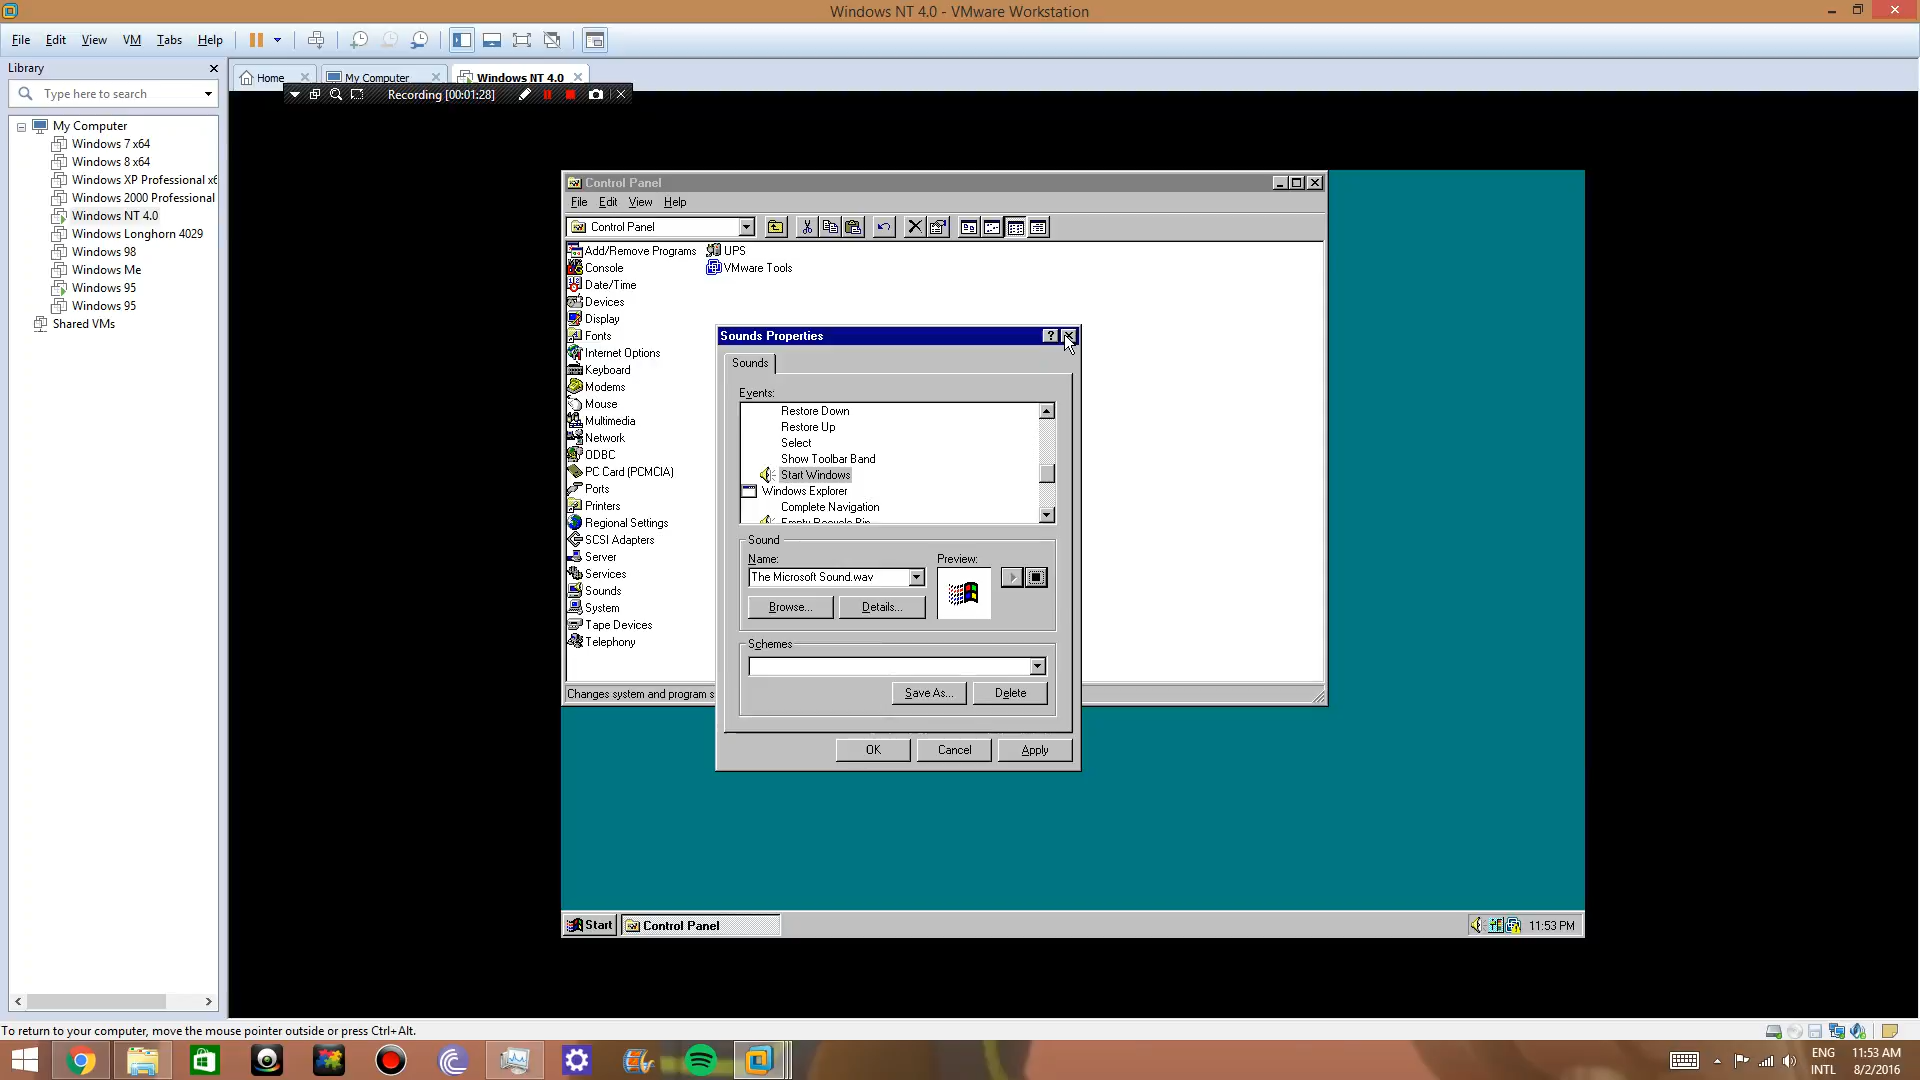 Windows NT 4.0 - VMware Workstation
File Edit View VM Tabs Help
Library
Type here to search
Home
My Computer
Windows NT 4.0
Recording [00:01:28]
My Computer
Windows 7 x64
Windows 8 x64
Windows XP Professional x6
Windows 2000 Professional
Windows NT 4.0
Windows Longhorn 4029
Windows 98
Windows Me
Windows 95
Windows 95
Shared VMs
Control Panel
File Edit View Help
Control Panel
Add/Remove Programs
Console
Date/Time
Devices
Display
Fonts
Internet Options
Keyboard
Modems
Mouse
Multimedia
Network
ODBC
PC Card (PCMCIA)
Ports
Printers
Regional Settings
SCSI Adapters
Server
Services
Sounds
System
Tape Devices
Telephony
UPS
VMware Tools
Changes system and program s
Sounds Properties
Sounds
Events:
Restore Down
Restore Up
Select
Show Toolbar Band
Start Windows
Windows Explorer
Complete Navigation
Empty Recycle Bin
Sound
Name:
Preview:
The Microsoft Sound.wav
Browse... Details...
Schemes
Save As... Delete
OK Cancel Apply
Start
Control Panel
11:53 PM
To return to your computer, move the mouse pointer outside or press Ctrl+Alt.
ENG
INTL
11:53 AM
8/2/2016